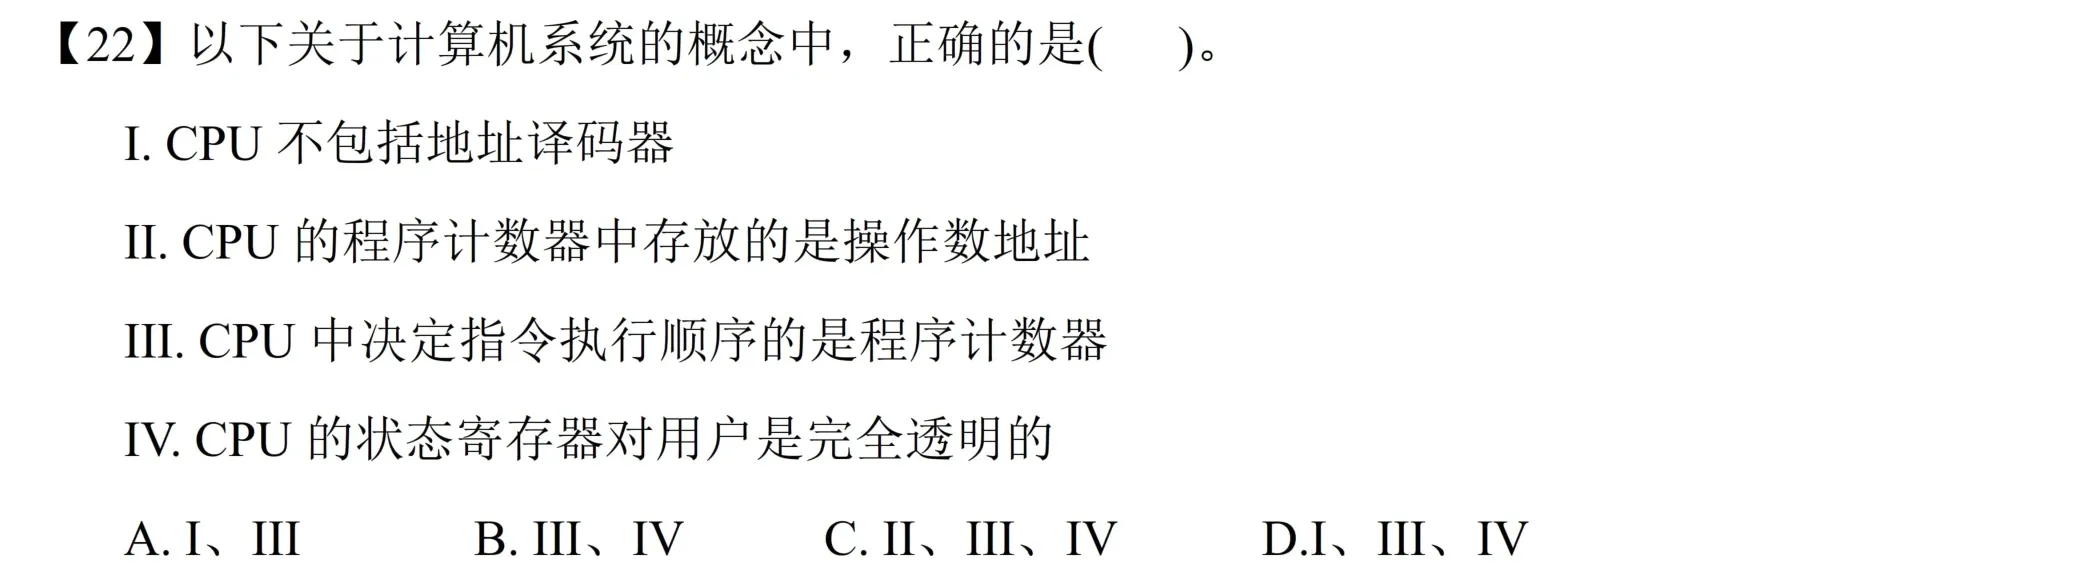 【22】以下关于计算机系统的概念中，正确的是(    )。
I. CPU 不包括地址译码器
II. CPU 的程序计数器中存放的是操作数地址
III. CPU 中决定指令执行顺序的是程序计数器
IV. CPU 的状态寄存器对用户是完全透明的
A. I、III B. III、IV C. II、III、IV D.I、III、IV